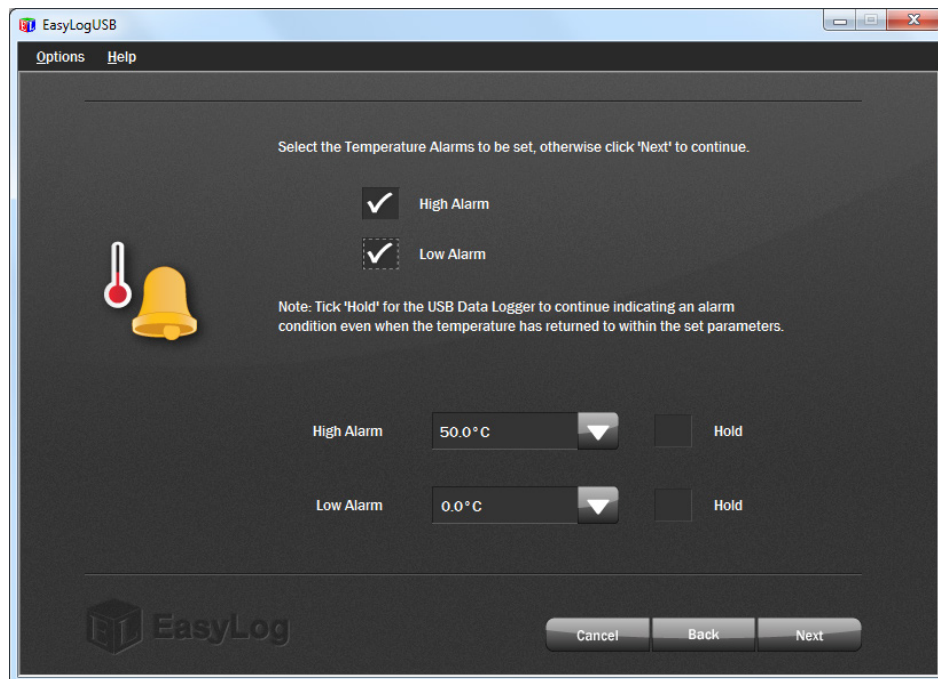 EasyLogUSB
Options Help
Select the Temperature Alarms to be set, otherwise click 'Next' to continue.
High Alarm
Low Alarm
Note: Tick 'Hold' for the USB Data Logger to continue indicating an alarm
condition even when the temperature has returned to within the set parameters.
High Alarm 50.0°C Hold
Low Alarm 0.0°C Hold
EL EasyLog
Cancel Back Next